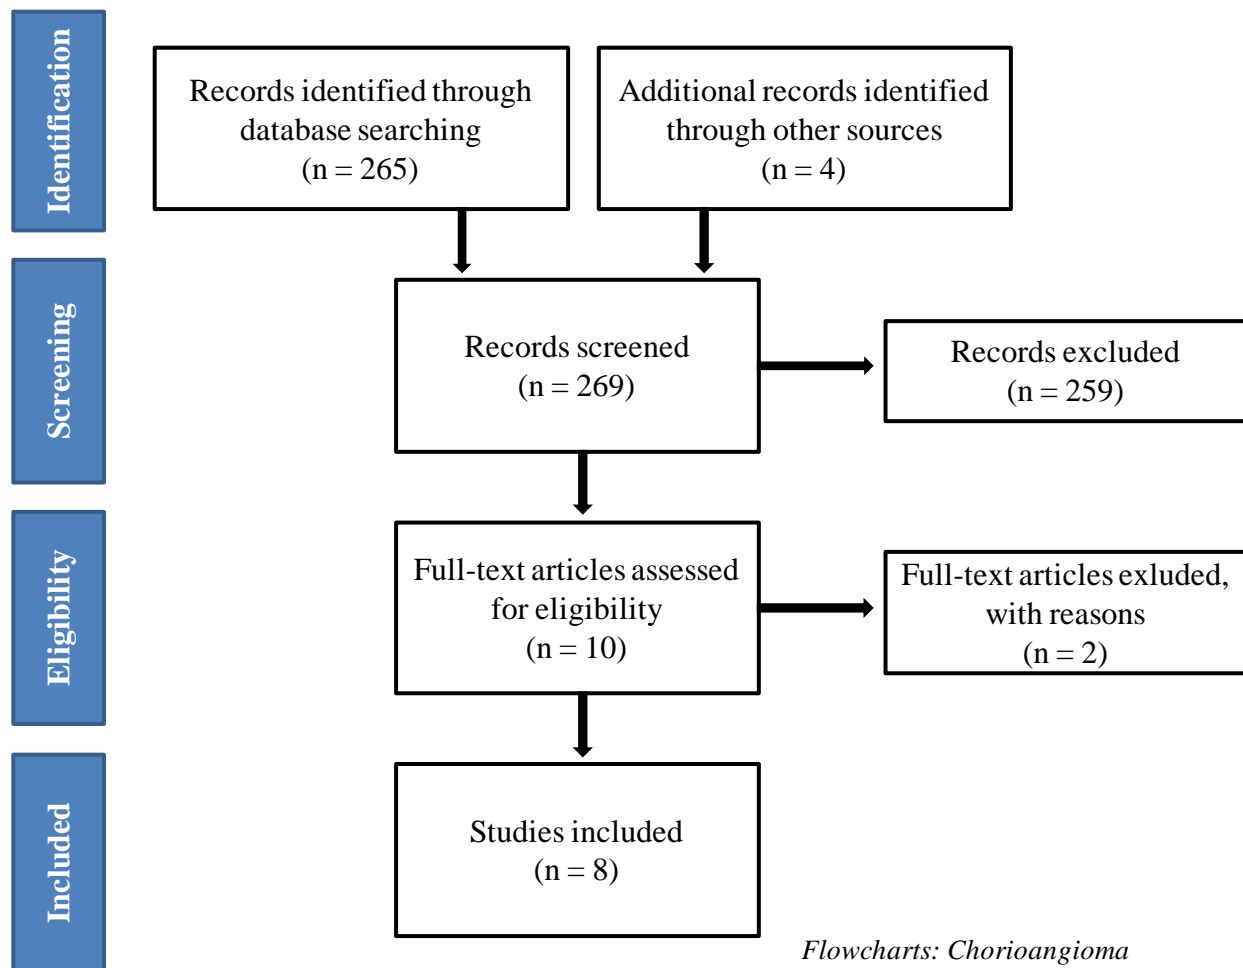 Identification
Records identified through
database searching
(n = 265)
Additional records identified
through other sources
(n = 4)
Screening
Records screened
(n = 269)
Records excluded
(n = 259)
Eligibility
Full-text articles assessed
for eligibility
(n = 10)
Full-text articles exluded,
with reasons
(n = 2)
Included
Studies included
(n = 8)
Flowcharts: Chorioangioma